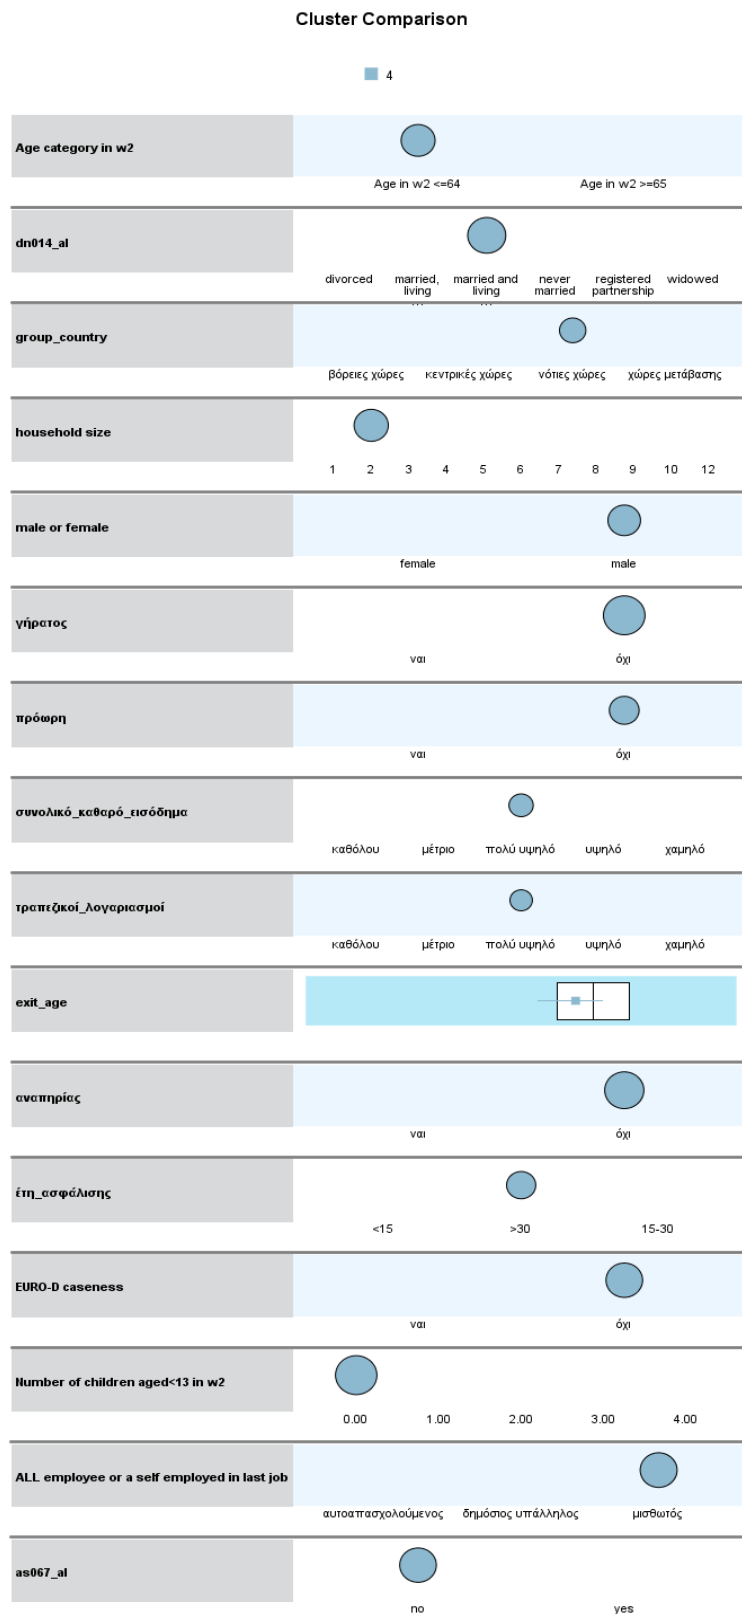 Cluster Comparison
4
Age category in w2
Age in w2 <=64 Age in w2 >=65
dn014_al
divorced married, living ... married and living ... never married registered partnership widowed
group_country
βόρειες χώρες κεντρικές χώρες νότιες χώρες χώρες μετάβασης
household size
1 2 3 4 5 6 7 8 9 10 12
male or female
female male
γήρατος
ναι όχι
πρόωρη
ναι όχι
συνολικό_καθαρό_εισόδημα
καθόλου μέτριο πολύ υψηλό υψηλό χαμηλό
τραπεζικοί_λογαριασμοί
καθόλου μέτριο πολύ υψηλό υψηλό χαμηλό
exit_age
αναπηρίας
ναι όχι
έτη_ασφάλισης
<15 >30 15-30
EURO-D caseness
ναι όχι
Number of children aged<13 in w2
0.00 1.00 2.00 3.00 4.00
ALL employee or a self employed in last job
αυτοαπασχολούμενος δημόσιος υπάλληλος μισθωτός
as067_al
no yes